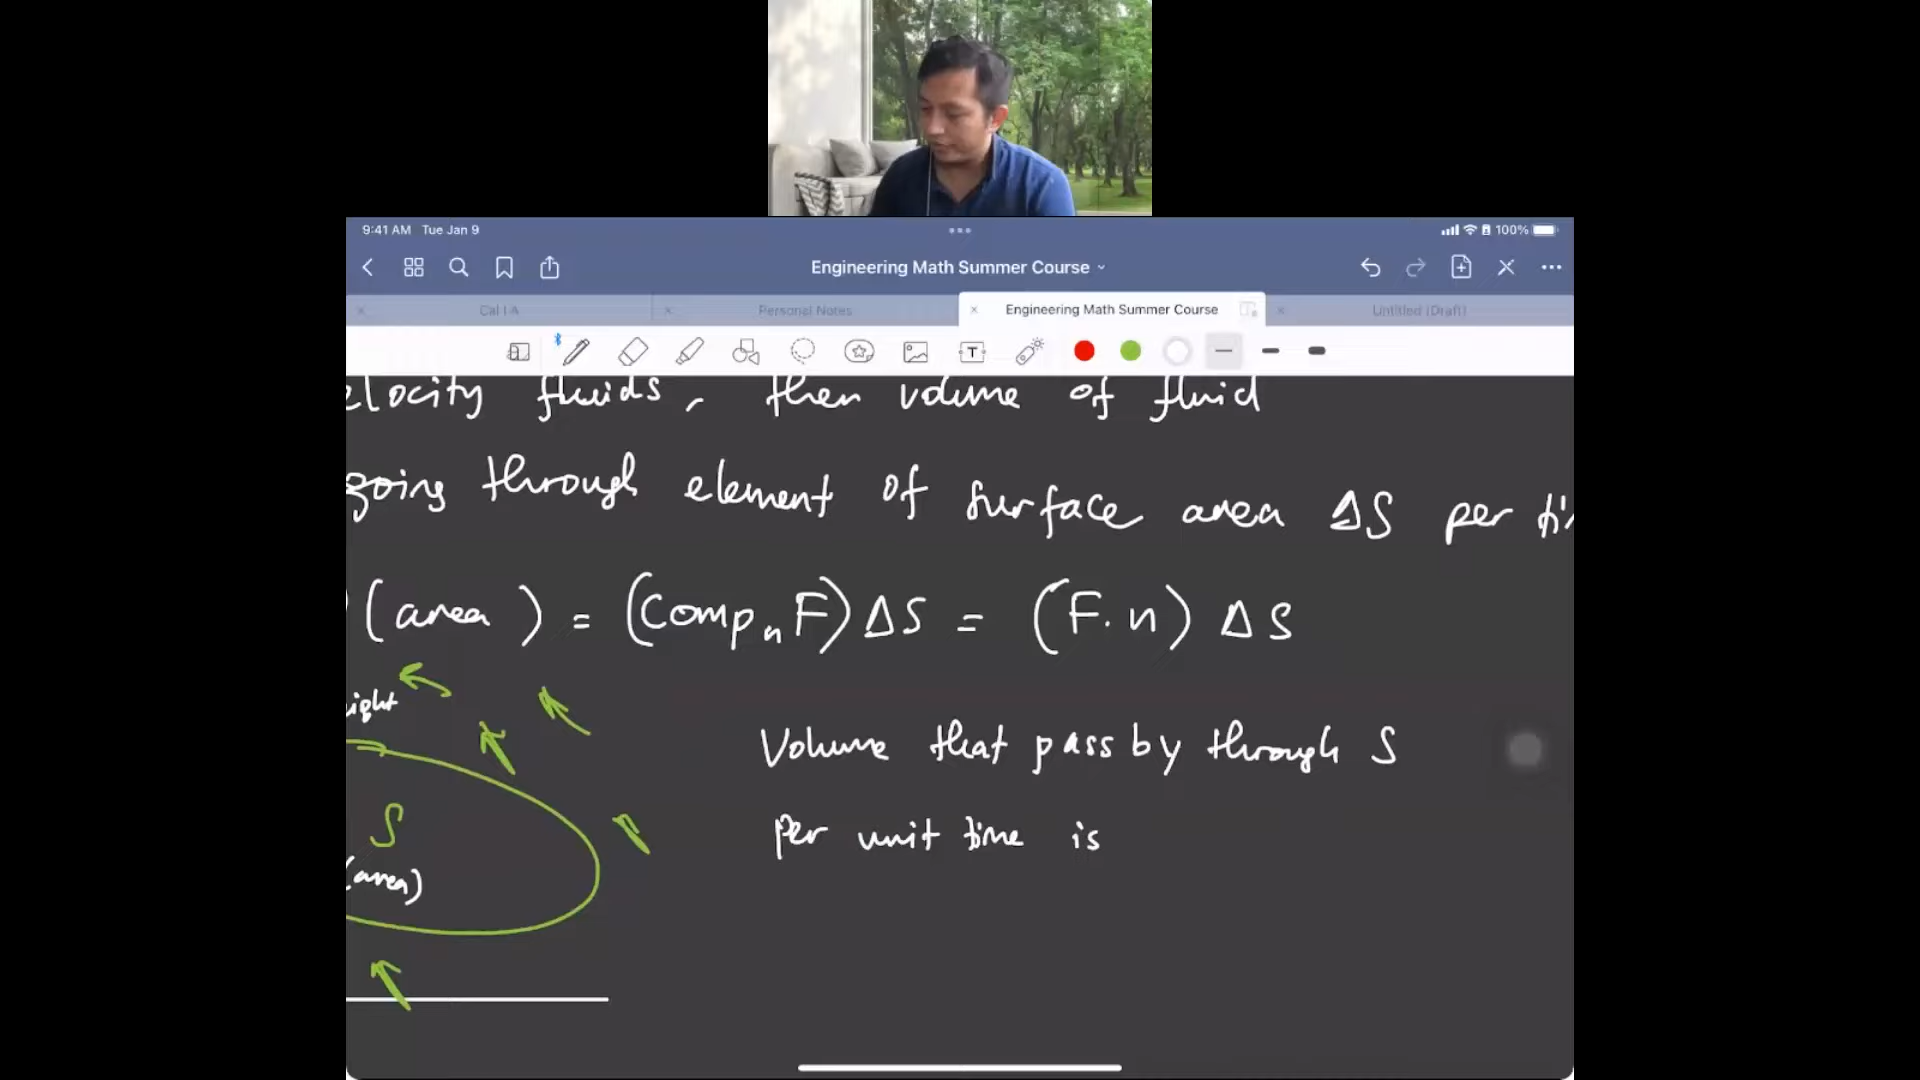 9:41 AM Tue Jan 9
100%
Engineering Math Summer Course
Cal I A
Personal Notes
Engineering Math Summer Course
Untitled (Draft)
T
elocity fluids, then volume of fluid
going through element of surface area ΔS per ti
(area) = (Comp_n F) ΔS = (F.n) ΔS
ight
S
(area)
Volume that pass by through S
per unit time is